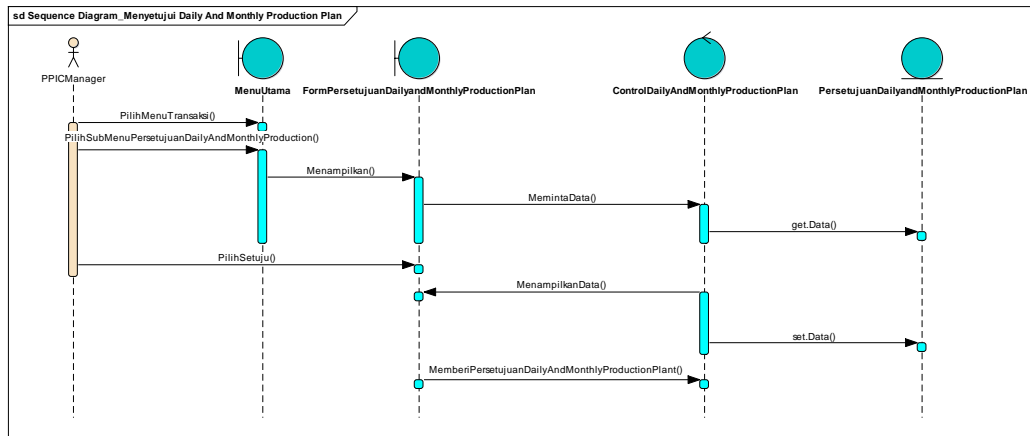 sd Sequence Diagram_Menyetujui Daily And Monthly Production Plan
PPICManager
MenuUtama
FormPersetujuanDailyandMonthlyProductionPlan
ControlDailyAndMonthlyProductionPlan
PersetujuanDailyandMonthlyProductionPlan
PilihMenuTransaksi()
PilihSubMenuPersetujuanDailyAndMonthlyProduction()
Menampilkan()
MemintaData()
get.Data()
PilihSetuju()
MenampilkanData()
set.Data()
MemberiPersetujuanDailyAndMonthlyProductionPlant()